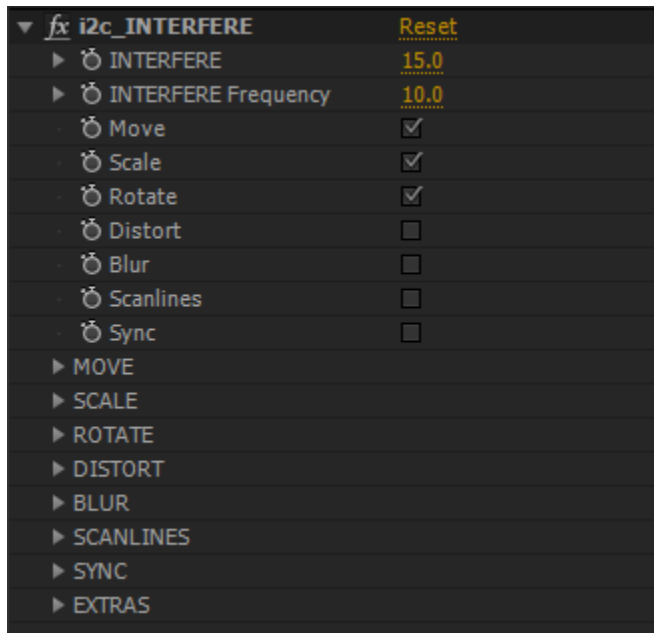 fx i2c_INTERFERE Reset
INTERFERE 15.0
INTERFERE Frequency 10.0
Move
Scale
Rotate
Distort
Blur
Scanlines
Sync
MOVE
SCALE
ROTATE
DISTORT
BLUR
SCANLINES
SYNC
EXTRAS